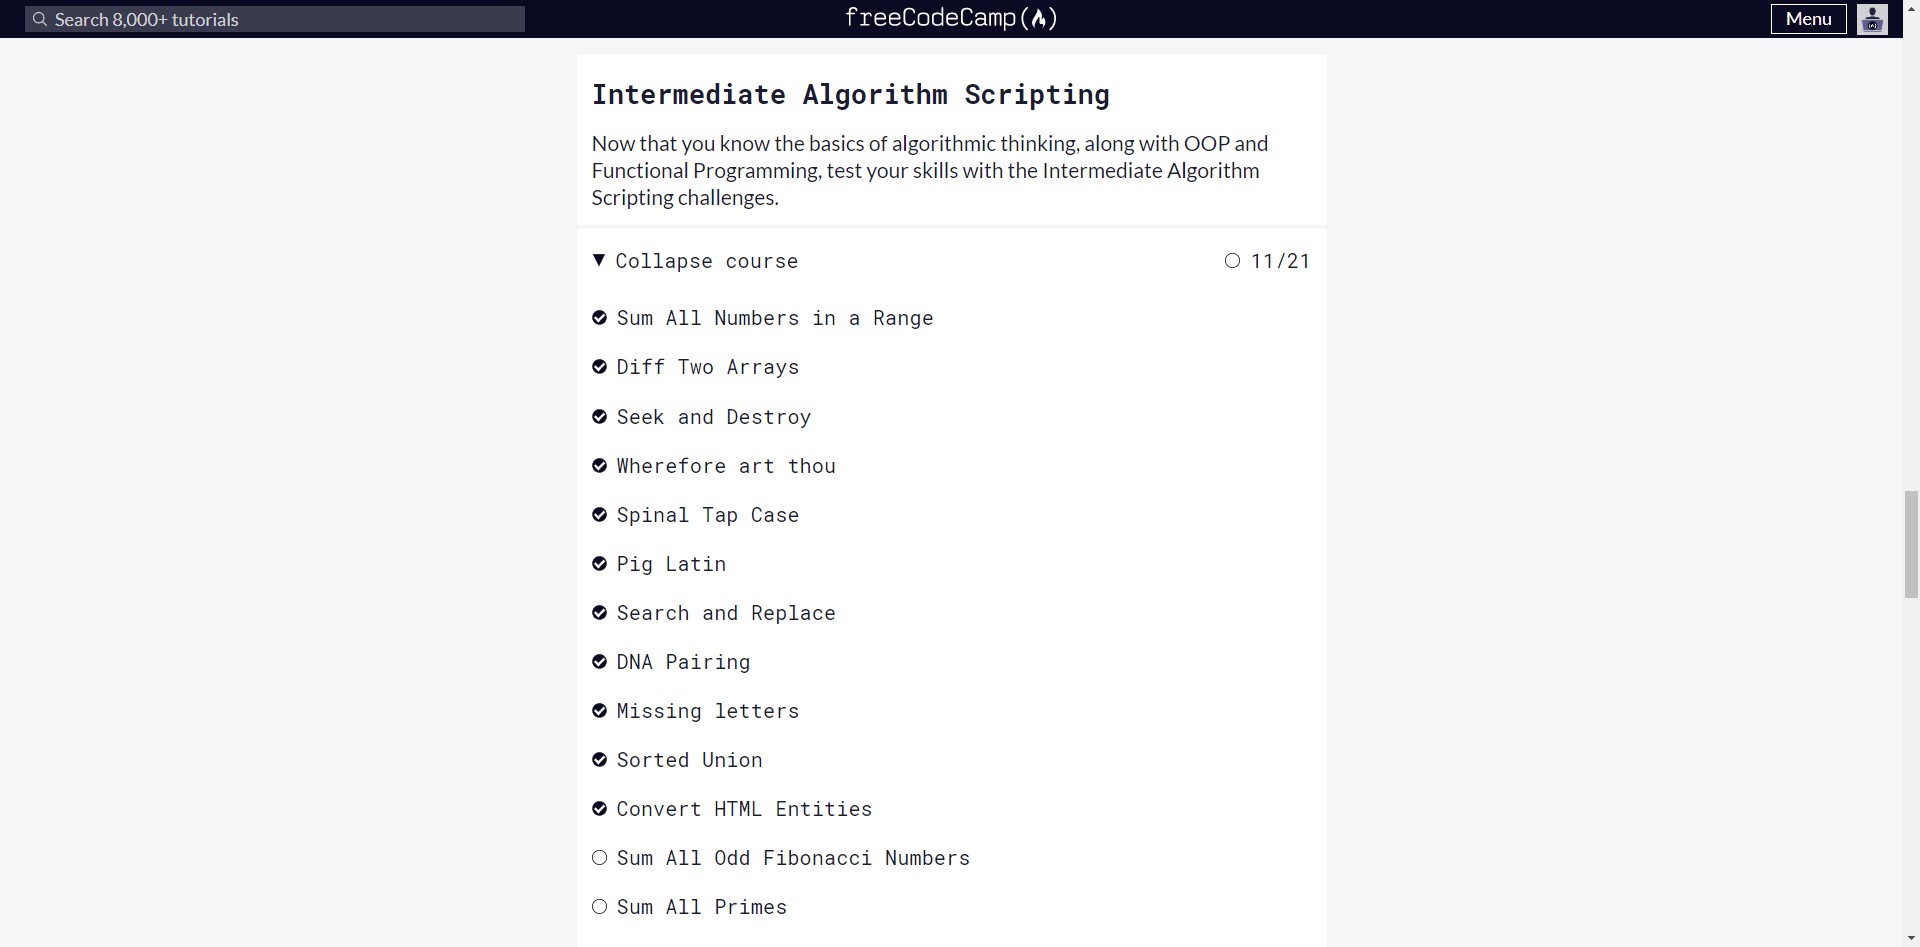 Search 8,000+ tutorials
freeCodeCamp
Menu
Intermediate Algorithm Scripting
Now that you know the basics of algorithmic thinking, along with OOP and
Functional Programming, test your skills with the Intermediate Algorithm
Scripting challenges.
Collapse course
11/21
Sum All Numbers in a Range
Diff Two Arrays
Seek and Destroy
Wherefore art thou
Spinal Tap Case
Pig Latin
Search and Replace
DNA Pairing
Missing letters
Sorted Union
Convert HTML Entities
Sum All Odd Fibonacci Numbers
Sum All Primes